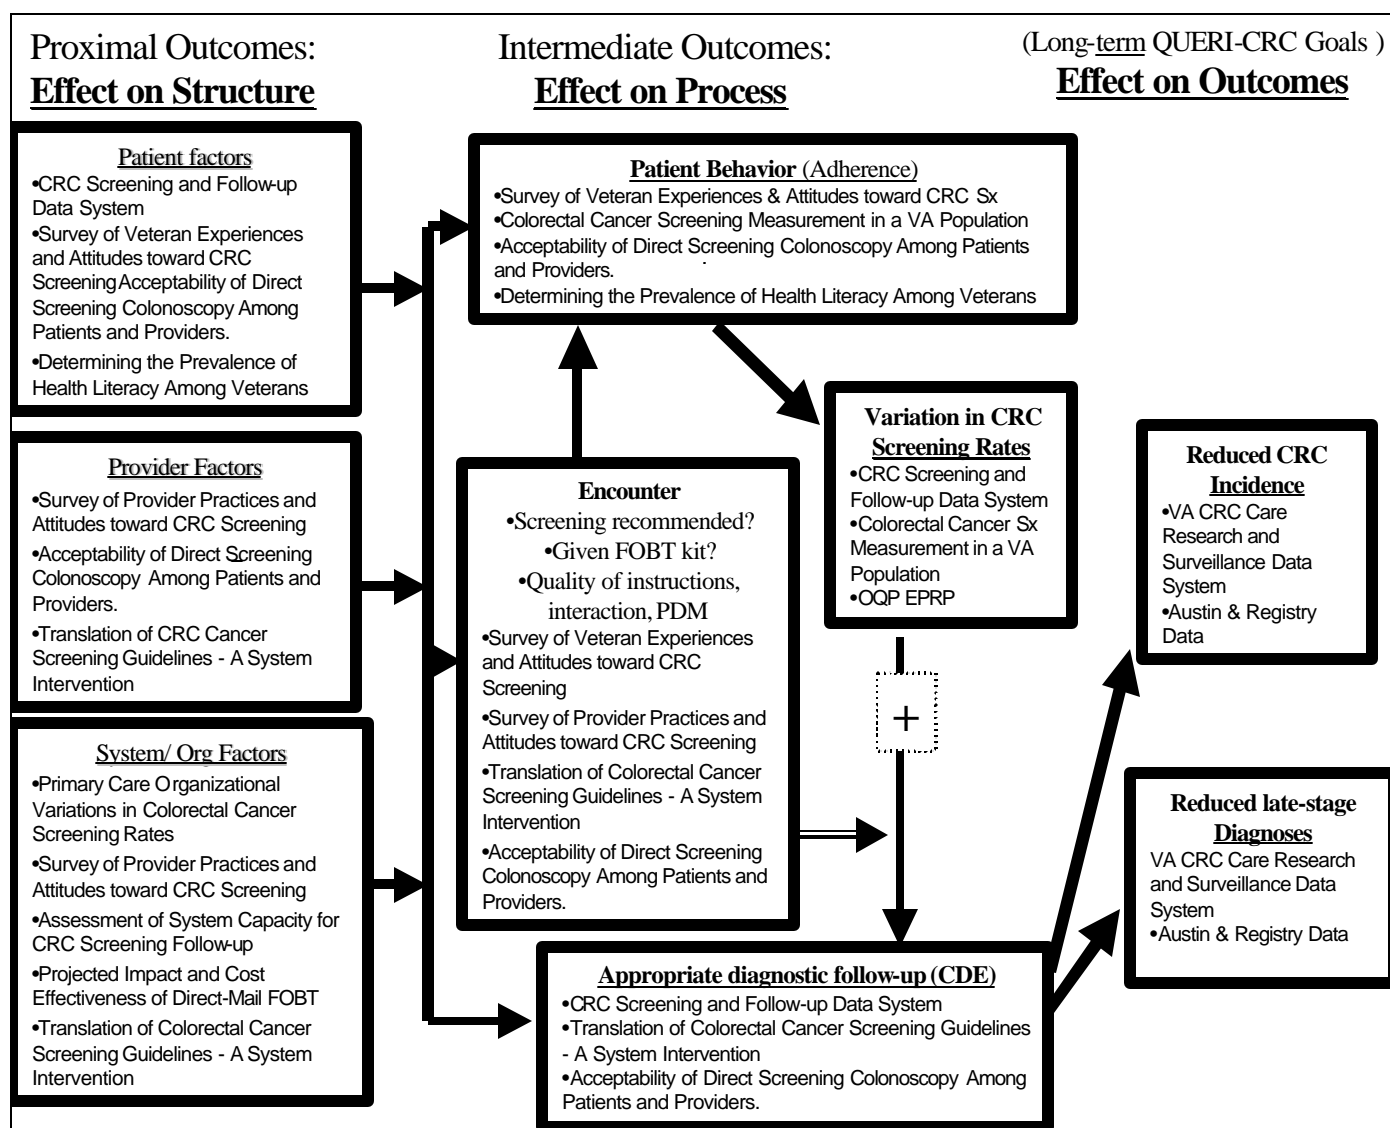 Proximal Outcomes:
Effect on Structure
Intermediate Outcomes:
Effect on Process
(Long-term QUERI-CRC Goals )
Effect on Outcomes
Patient factors
•CRC Screening and Follow-up
Data System
•Survey of Veteran Experiences
and Attitudes toward CRC
ScreeningAcceptability of Direct
Screening Colonoscopy Among
Patients and Providers.
•Determining the Prevalence of
Health Literacy Among Veterans
Provider Factors
•Survey of Provider Practices and
Attitudes toward CRC Screening
•Acceptability of Direct Screening
Colonoscopy Among Patients and
Providers.
•Translation of CRC Cancer
Screening Guidelines - A System
Intervention
System/ Org Factors
•Primary Care Organizational
Variations in Colorectal Cancer
Screening Rates
•Survey of Provider Practices and
Attitudes toward CRC Screening
•Assessment of System Capacity for
CRC Screening Follow-up
•Projected Impact and Cost
Effectiveness of Direct-Mail FOBT
•Translation of Colorectal Cancer
Screening Guidelines - A System
Intervention
Patient Behavior (Adherence)
•Survey of Veteran Experiences & Attitudes toward CRC Sx
•Colorectal Cancer Screening Measurement in a VA Population
•Acceptability of Direct Screening Colonoscopy Among Patients
and Providers.
•Determining the Prevalence of Health Literacy Among Veterans
Encounter
•Screening recommended?
•Given FOBT kit?
•Quality of instructions,
interaction, PDM
•Survey of Veteran Experiences
and Attitudes toward CRC
Screening
•Survey of Provider Practices and
Attitudes toward CRC Screening
•Translation of Colorectal Cancer
Screening Guidelines - A System
Intervention
•Acceptability of Direct Screening
Colonoscopy Among Patients and
Providers.
Variation in CRC
Screening Rates
•CRC Screening and
Follow-up Data System
•Colorectal Cancer Sx
Measurement in a VA
Population
•OQP EPRP
+
Appropriate diagnostic follow-up (CDE)
•CRC Screening and Follow-up Data System
•Translation of Colorectal Cancer Screening Guidelines
- A System Intervention
•Acceptability of Direct Screening Colonoscopy Among
Patients and Providers.
Reduced CRC
Incidence
•VA CRC Care
Research and
Surveillance Data
System
•Austin & Registry
Data
Reduced late-stage
Diagnoses
VA CRC Care Research
and Surveillance Data
System
•Austin & Registry Data